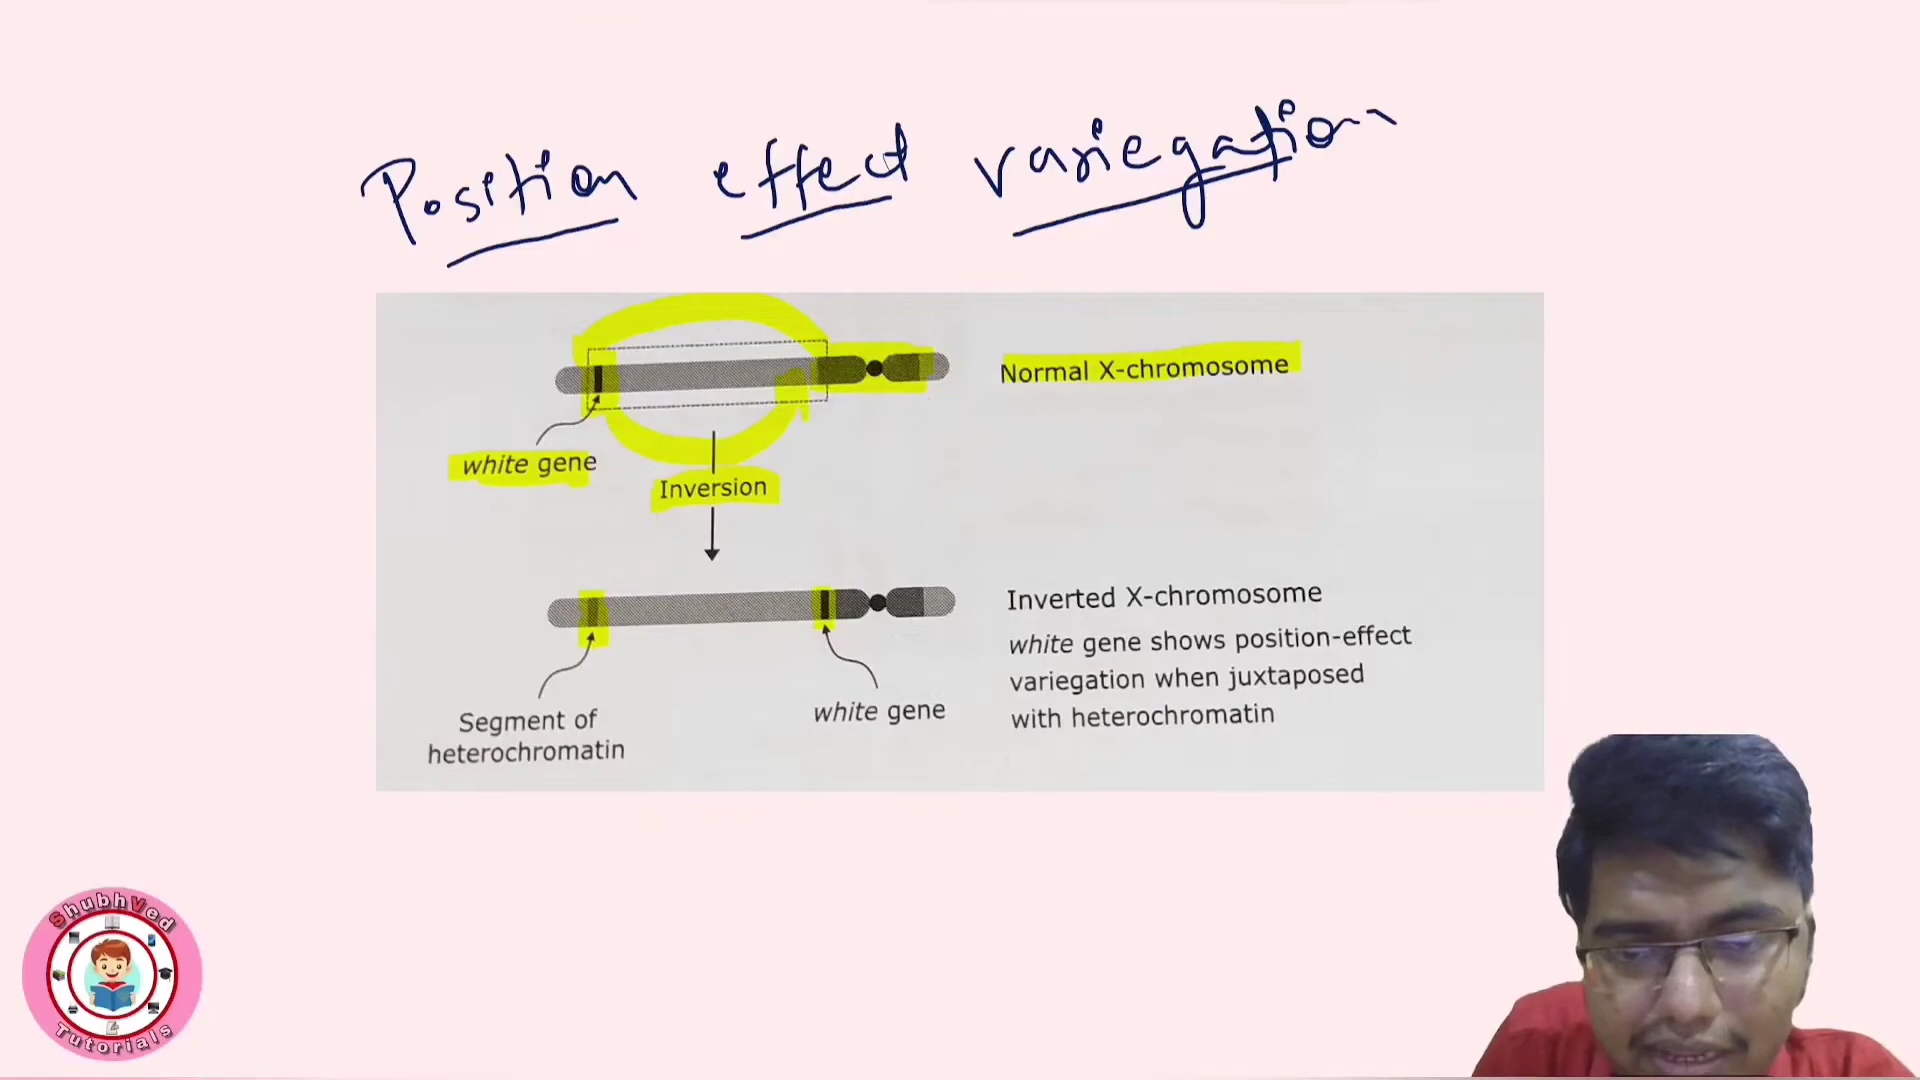 Position effect variegation
Normal X-chromosome
white gene
Inversion
Inverted X-chromosome
white gene shows position-effect
variegation when juxtaposed
with heterochromatin
Segment of
heterochromatin
white gene
ShubhVed
Tutorials